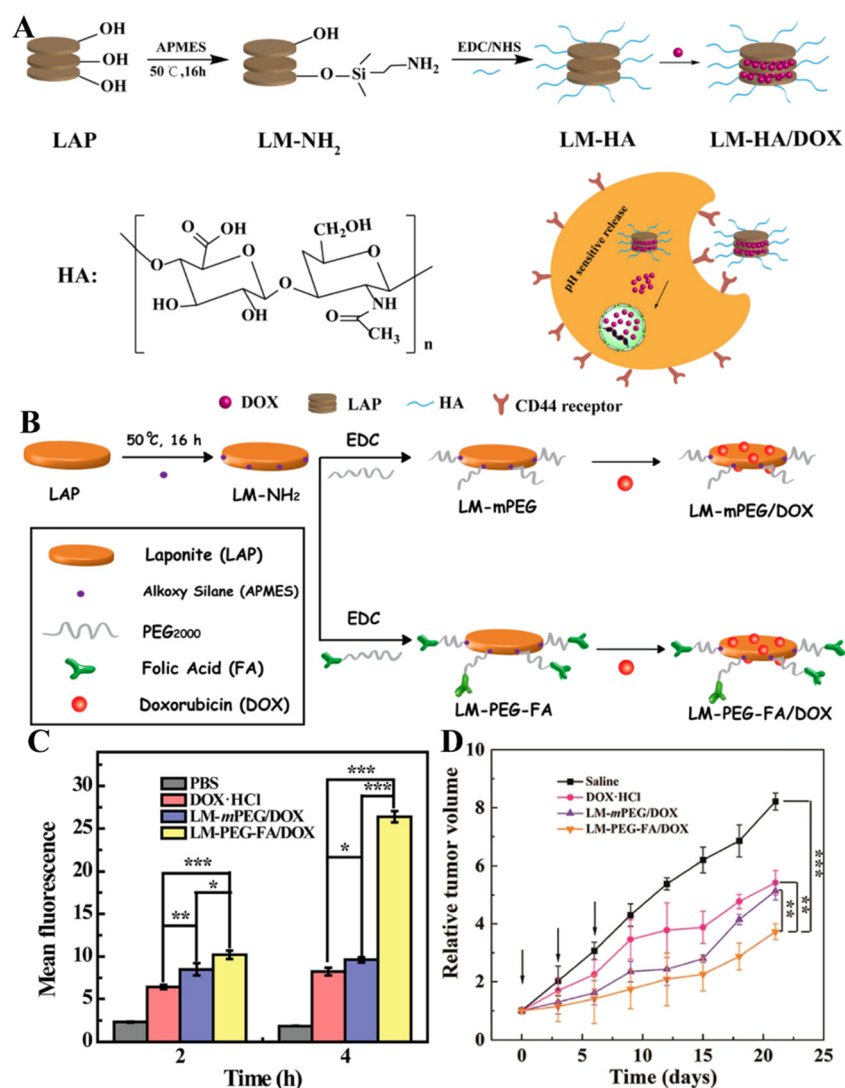 A
OH
OH
OH
LAP
APMES
50℃,16h
OH
O
Si
NH2
LM-NH2
EDC/NHS
LM-HA
LM-HA/DOX
HA:
O
OH
O
O
HO
OH
O
CH2OH
O
NH
O
CH3
n
pH sensitive release
DOX
LAP
HA
CD44 receptor
B
50℃, 16 h
LAP
LM-NH2
EDC
LM-mPEG
LM-mPEG/DOX
Laponite (LAP)
Alkoxy Silane (APMES)
PEG2000
Folic Acid (FA)
Doxorubicin (DOX)
EDC
LM-PEG-FA
LM-PEG-FA/DOX
C
Mean fluorescence
30
25
20
15
10
5
0
PBS
DOX·HCl
LM-mPEG/DOX
LM-PEG-FA/DOX
***
*
**
***
***
*
2
4
Time (h)
D
Relative tumor volume
10
8
6
4
2
0
Saline
DOX·HCl
LM-mPEG/DOX
LM-PEG-FA/DOX
**
**
***
0
5
10
15
20
25
Time (days)